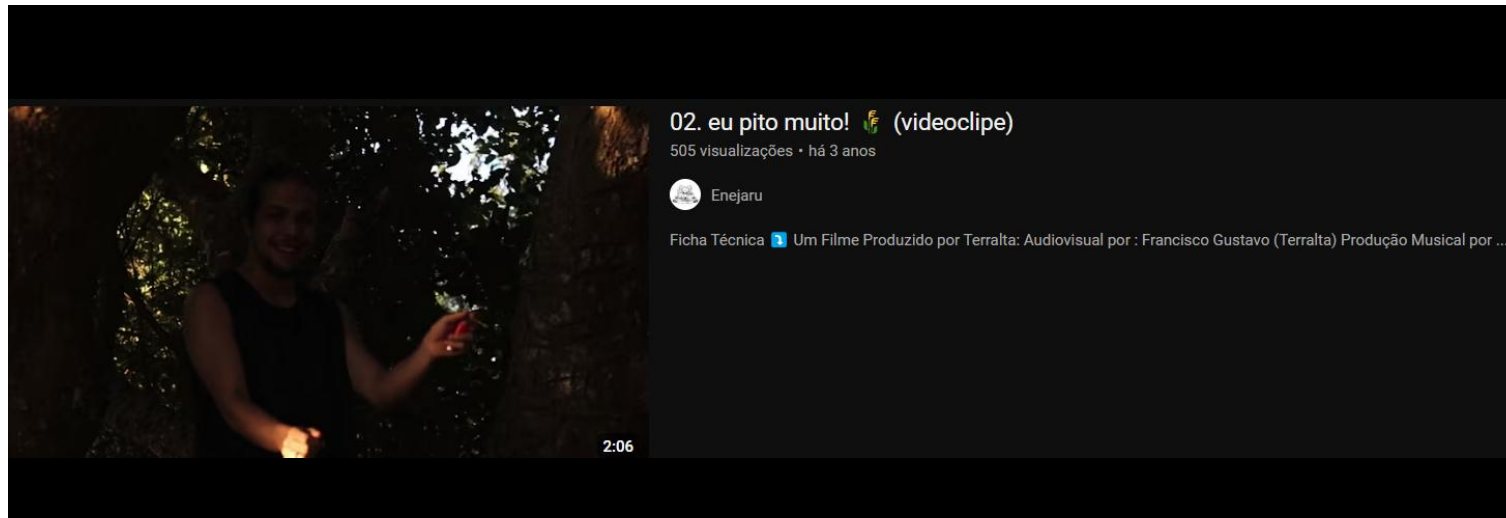 02. eu pito muito! 🌾 (videoclipe)
505 visualizações • há 3 anos
Enejaru
Ficha Técnica ⤵️ Um Filme Produzido por Terralta: Audiovisual por : Francisco Gustavo (Terralta) Produção Musical por ...
2:06